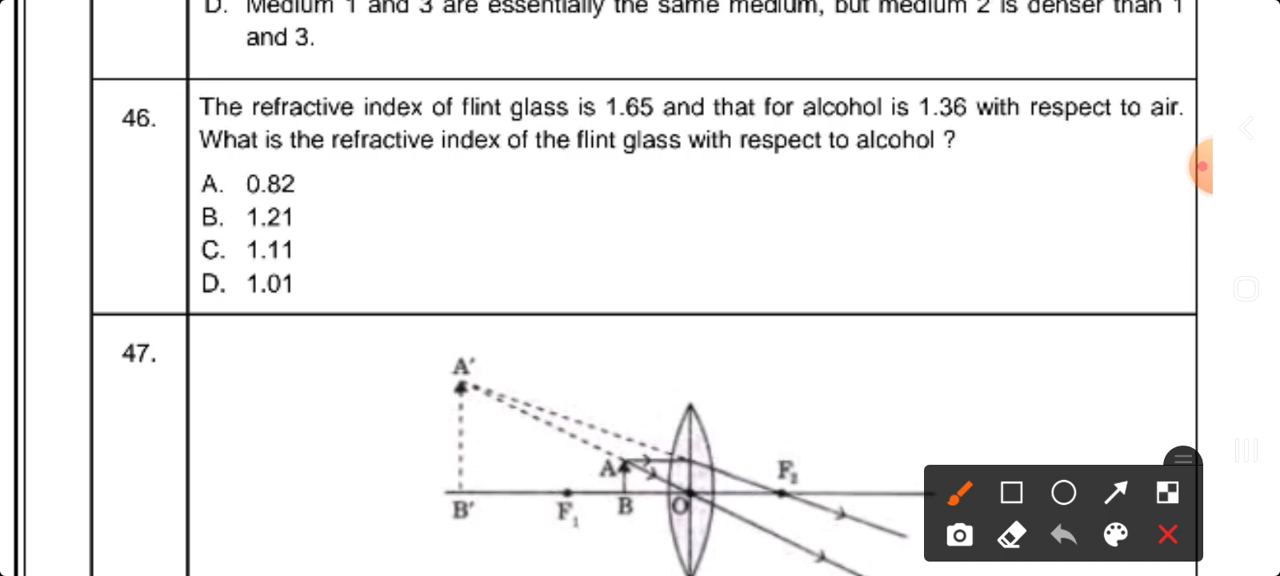 D. Medium 1 and 3 are essentially the same medium, but medium 2 is denser than 1
and 3.
46.
The refractive index of flint glass is 1.65 and that for alcohol is 1.36 with respect to air.
What is the refractive index of the flint glass with respect to alcohol ?
A. 0.82
B. 1.21
C. 1.11
D. 1.01
47.
A'
A
F₂
B'
F₁
B
O